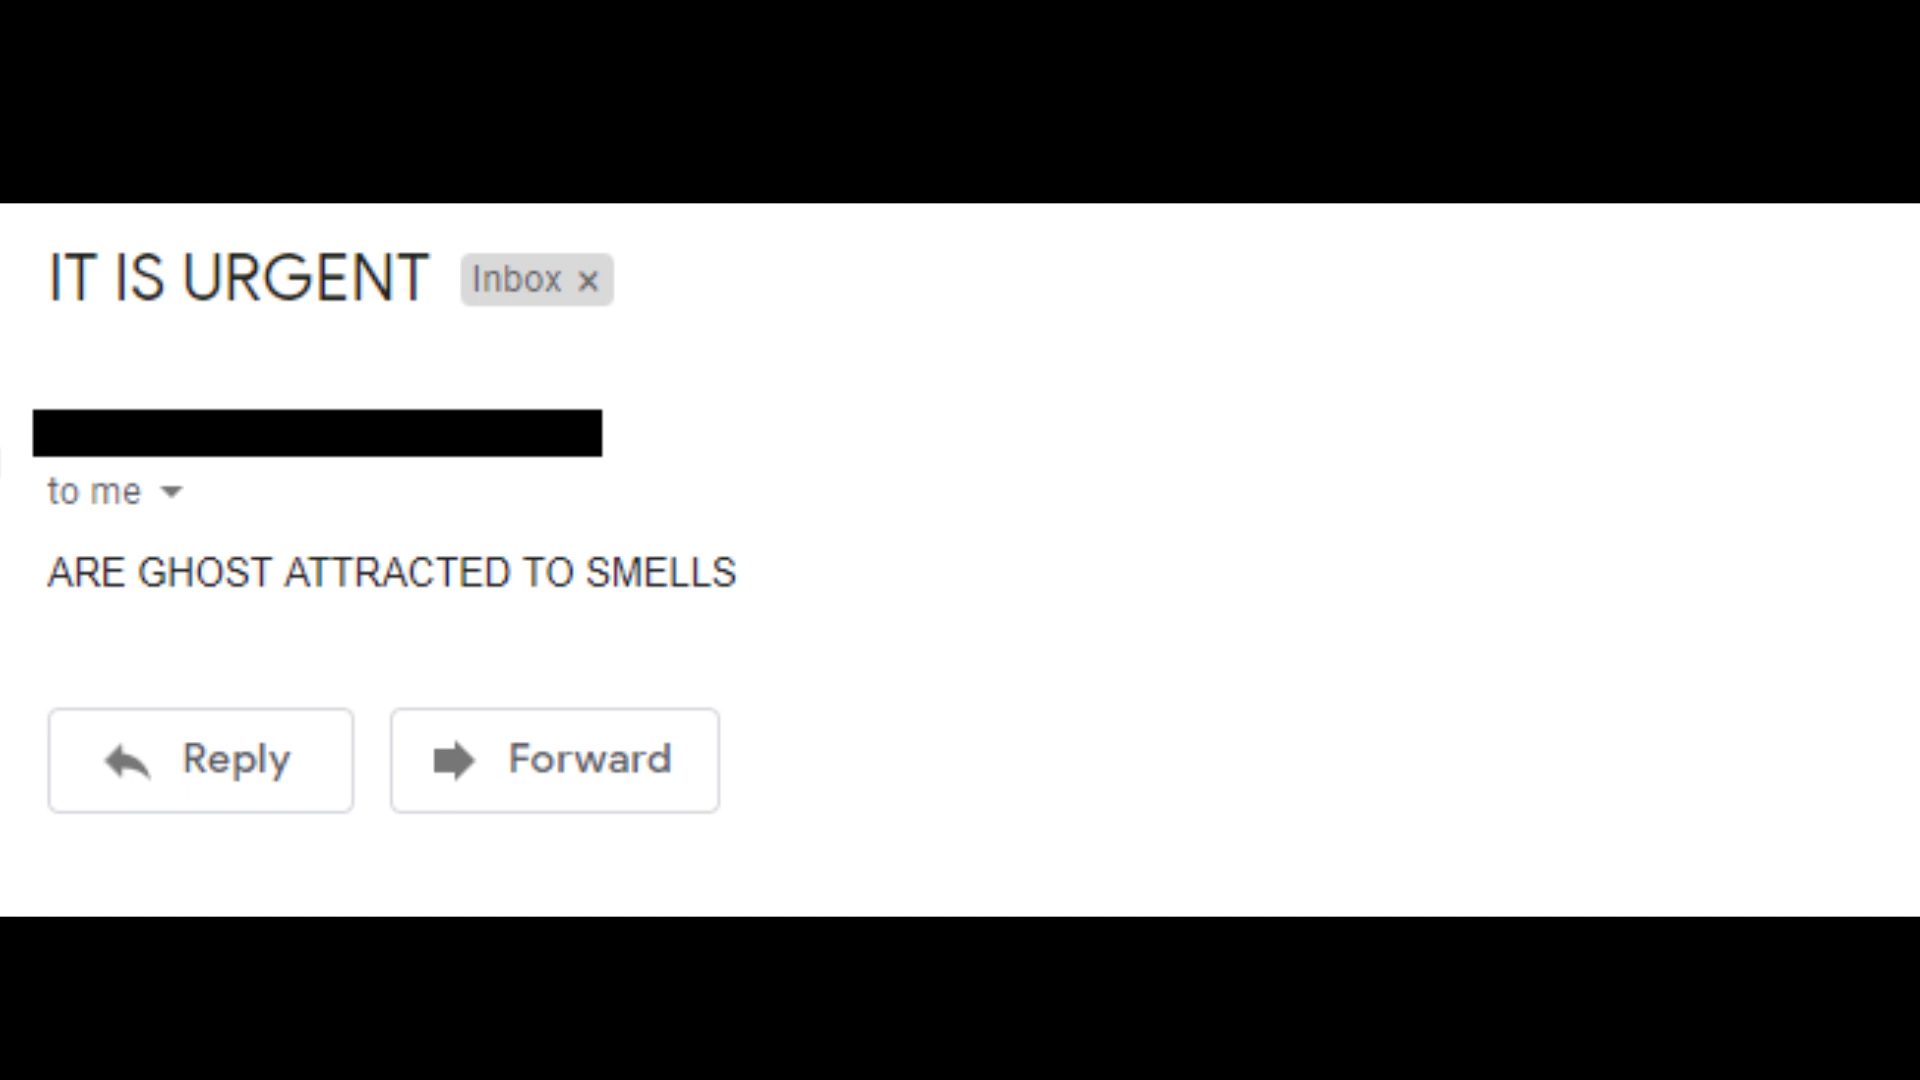 IT IS URGENT Inbox ×
to me
ARE GHOST ATTRACTED TO SMELLS
Reply Forward